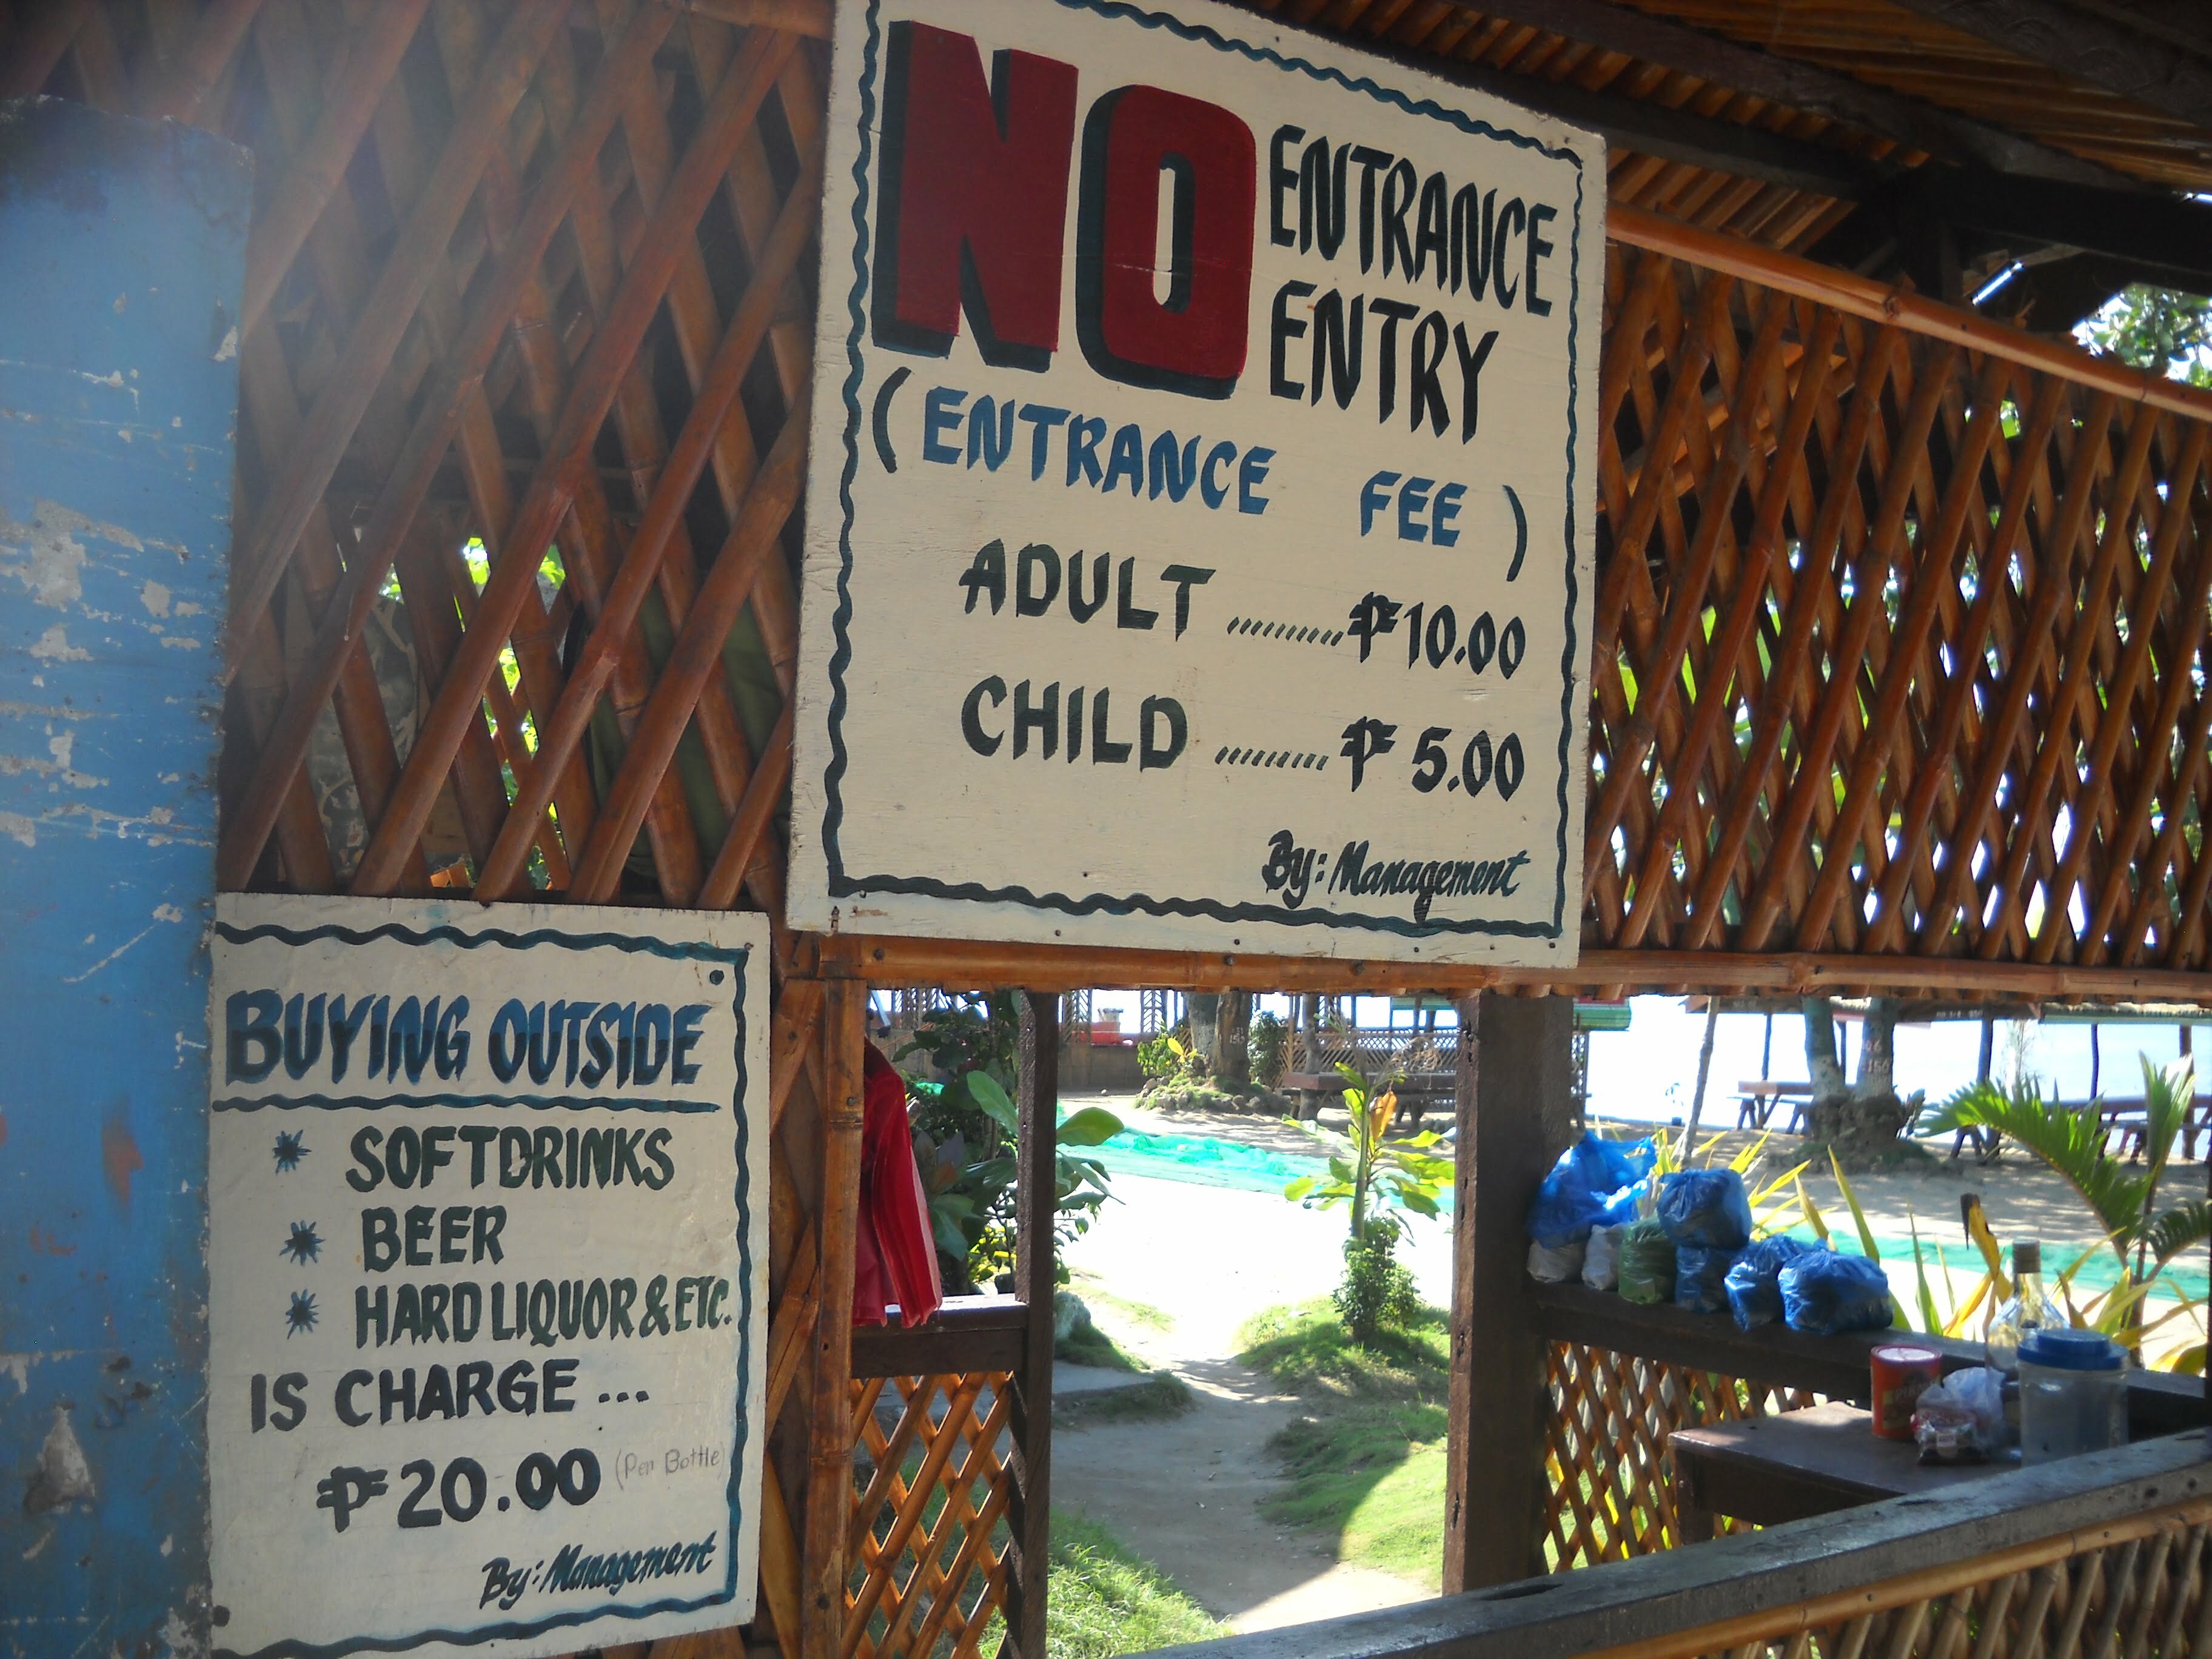 NO ENTRANCE
ENTRY
( ENTRANCE FEE )
ADULT ..........₱10.00
CHILD ..........₱ 5.00
By: Management
BUYING OUTSIDE
* SOFTDRINKS
* BEER
* HARD LIQUOR & ETC.
IS CHARGE ...
₱20.00 (Per Bottle)
By: Management